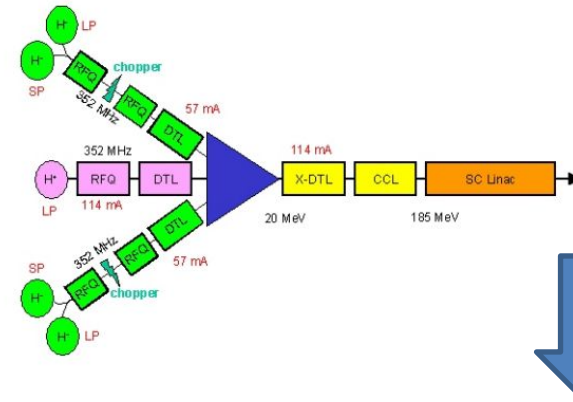 H- LP
H-
SP
RFQ
chopper
352 MHz
RFQ
DTL
57 mA
352 MHz
H+
RFQ
DTL
LP
114 mA
114 mA
X-DTL
CCL
SC Linac
20 MeV
185 MeV
352 MHz
DTL
RFQ
57 mA
SP
H-
RFQ
chopper
H- LP